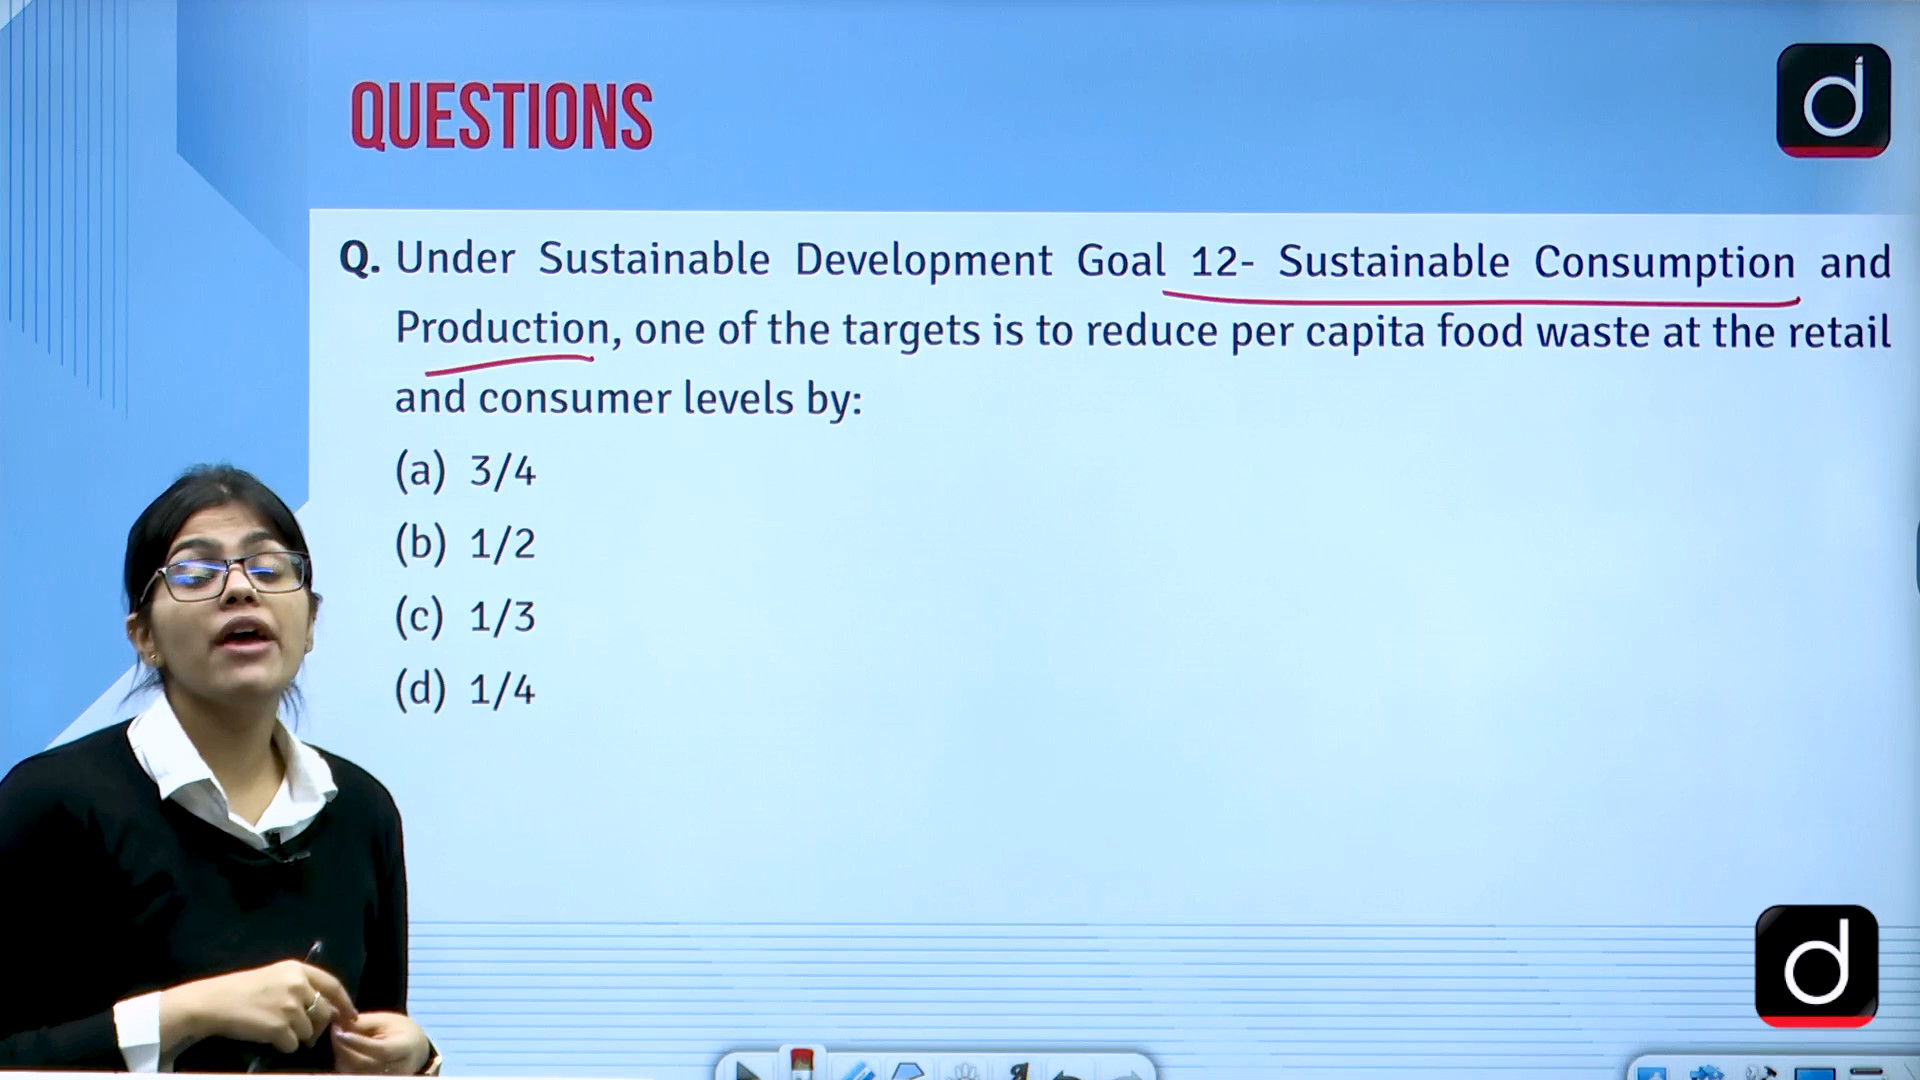 QUESTIONS
Q. Under Sustainable Development Goal 12- Sustainable Consumption and
Production, one of the targets is to reduce per capita food waste at the retail
and consumer levels by:
(a) 3/4
(b) 1/2
(c) 1/3
(d) 1/4
d
d